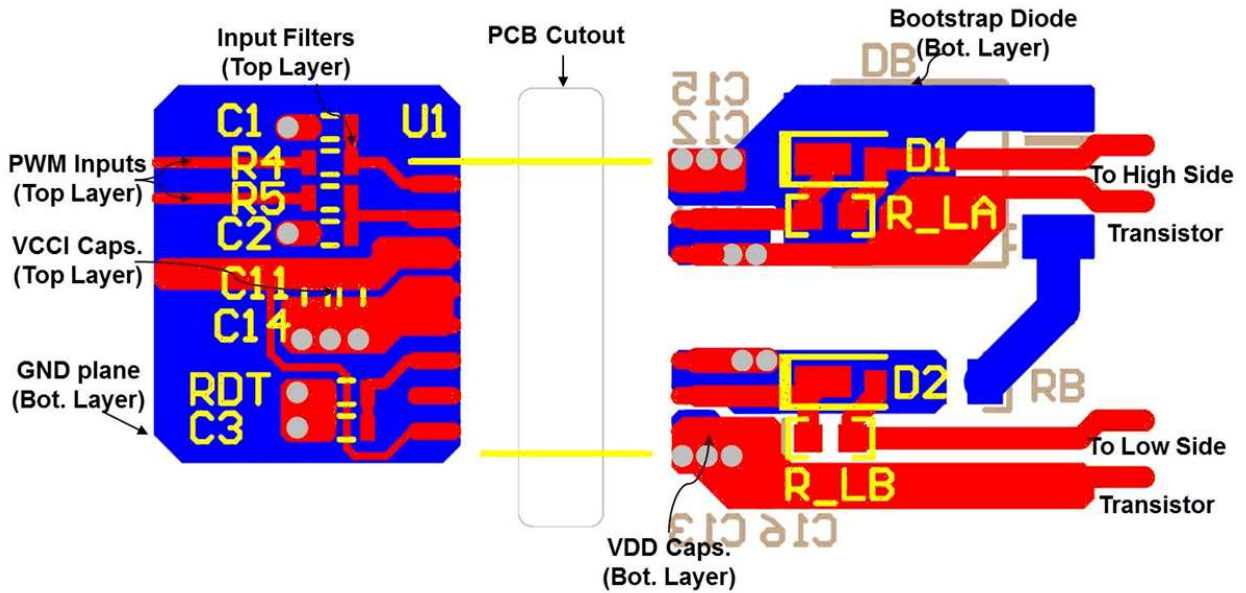 Input Filters
(Top Layer)
PCB Cutout
Bootstrap Diode
(Bot. Layer)
DB
C15
C12
C1
U1
PWM Inputs
(Top Layer)
R4
R5
C2
D1
To High Side
R_LA
Transistor
VCCI Caps.
(Top Layer)
C11
C14
GND plane
(Bot. Layer)
RDT
C3
D2
RB
To Low Side
R_LB
Transistor
C13
C16
VDD Caps.
(Bot. Layer)